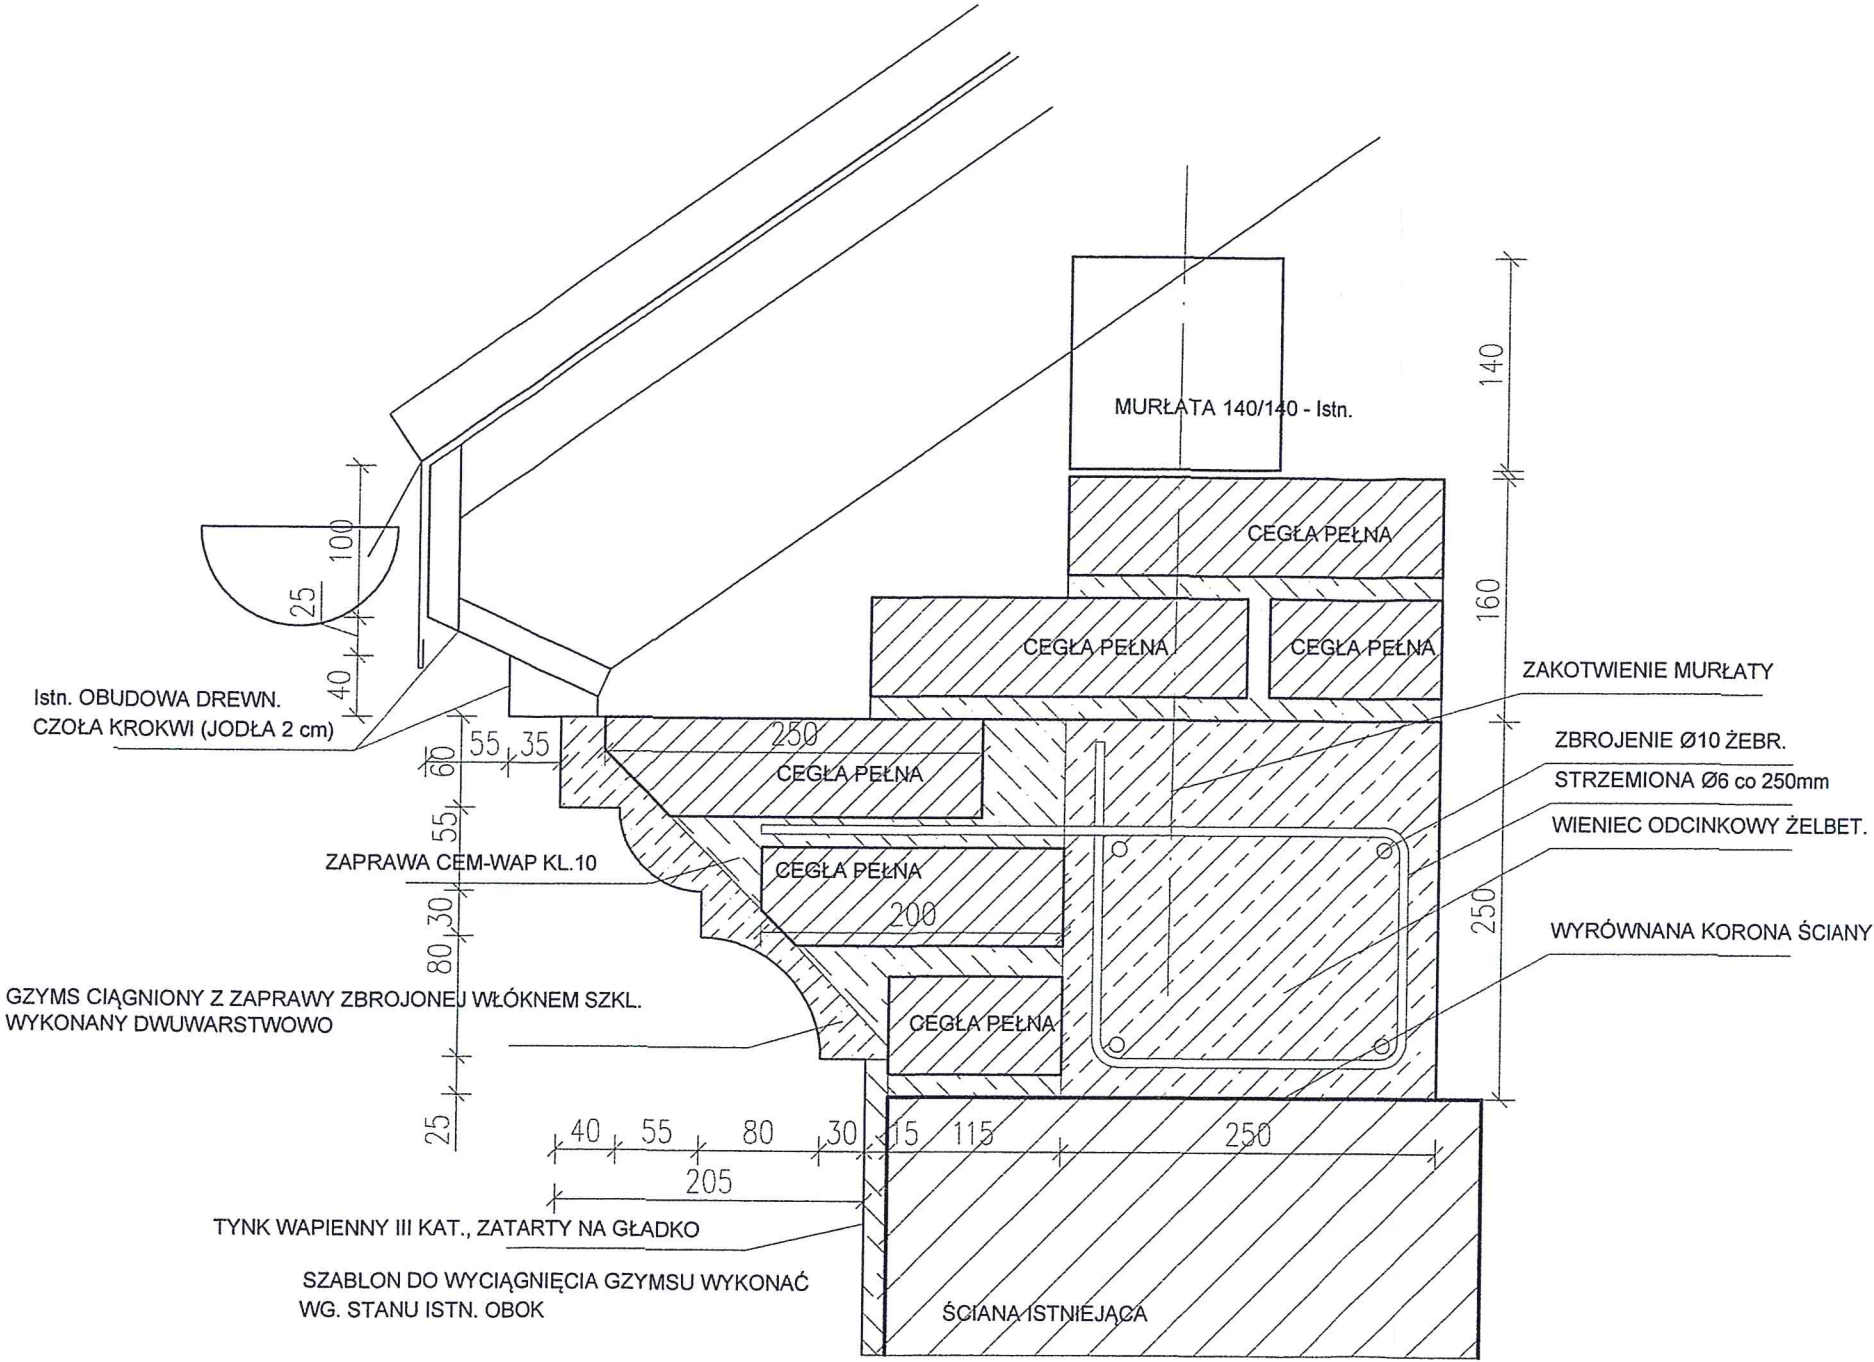 MURŁATA 140/140 - Istn.
140
CEGŁA PEŁNA
100
25
40
160
CEGŁA PEŁNA
CEGŁA PEŁNA
ZAKOTWIENIE MURŁATY
Istn. OBUDOWA DREWN.
CZOŁA KROKWI (JODŁA 2 cm)
55 35
250
CEGŁA PEŁNA
ZBROJENIE Ø10 ŻEBR.
STRZEMIONA Ø6 co 250mm
WIENIEC ODCINKOWY ŻELBET.
60
55
30
80
25
ZAPRAWA CEM-WAP KL.10
CEGŁA PEŁNA
200
250
WYRÓWNANA KORONA ŚCIANY
GZYMS CIĄGNIONY Z ZAPRAWY ZBROJONEJ WŁÓKNEM SZKL.
WYKONANY DWUWARSTWOWO
CEGŁA PEŁNA
40 55 80 30 15 115 250
205
TYNK WAPIENNY III KAT., ZATARTY NA GŁADKO
SZABLON DO WYCIĄGNIĘCIA GZYMSU WYKONAĆ
WG. STANU ISTN. OBOK
ŚCIANA ISTNIEJĄCA